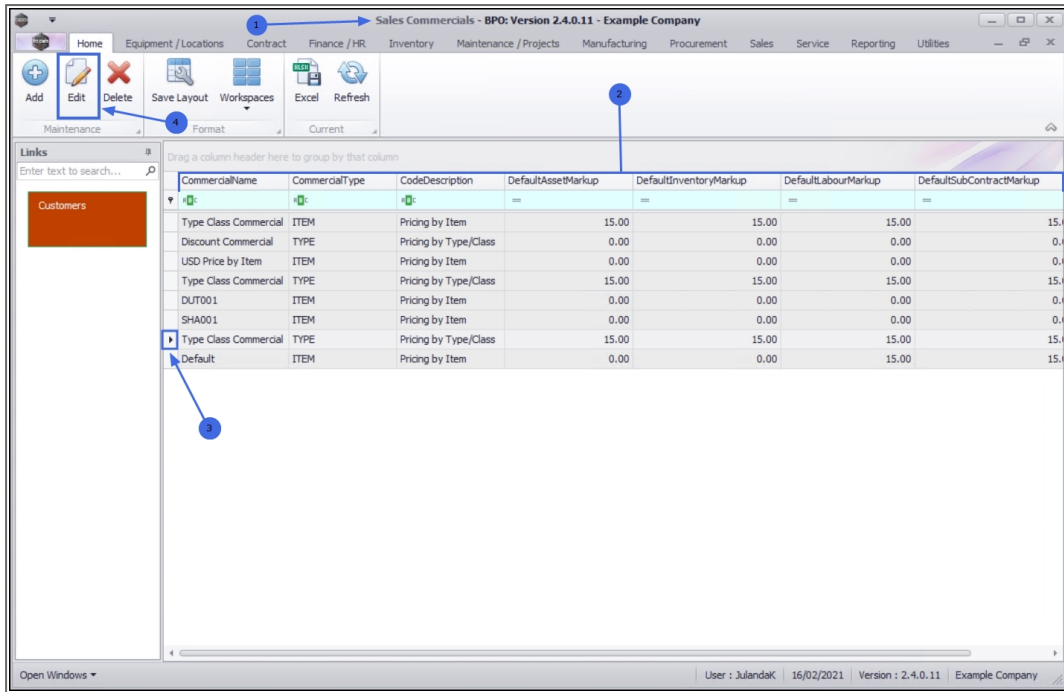 1
Sales Commercials - BPO: Version 2.4.0.11 - Example Company
Home Equipment / Locations Contract Finance / HR Inventory Maintenance / Projects Manufacturing Procurement Sales Service Reporting Utilities
Add Edit Delete Save Layout Workspaces Excel Refresh
2
4
Maintenance Format Current
Links
Enter text to search...
Customers
Drag a column header here to group by that column
CommercialName CommercialType CodeDescription DefaultAssetMarkup DefaultInventoryMarkup DefaultLabourMarkup DefaultSubContractMarkup
= = = =
Type Class Commercial ITEM Pricing by Item 15.00 15.00 15.00 15.
Discount Commercial TYPE Pricing by Type/Class 0.00 0.00 0.00 0.
USD Price by Item ITEM Pricing by Item 0.00 0.00 0.00 0.
Type Class Commercial TYPE Pricing by Type/Class 15.00 15.00 15.00 15.
DUT001 ITEM Pricing by Item 0.00 0.00 0.00 0.
SHA001 ITEM Pricing by Item 0.00 0.00 0.00 0.
Type Class Commercial TYPE Pricing by Type/Class 15.00 15.00 15.00 15.
Default ITEM Pricing by Item 0.00 0.00 15.00 15.
3
Open Windows User : JulandaK 16/02/2021 Version : 2.4.0.11 Example Company